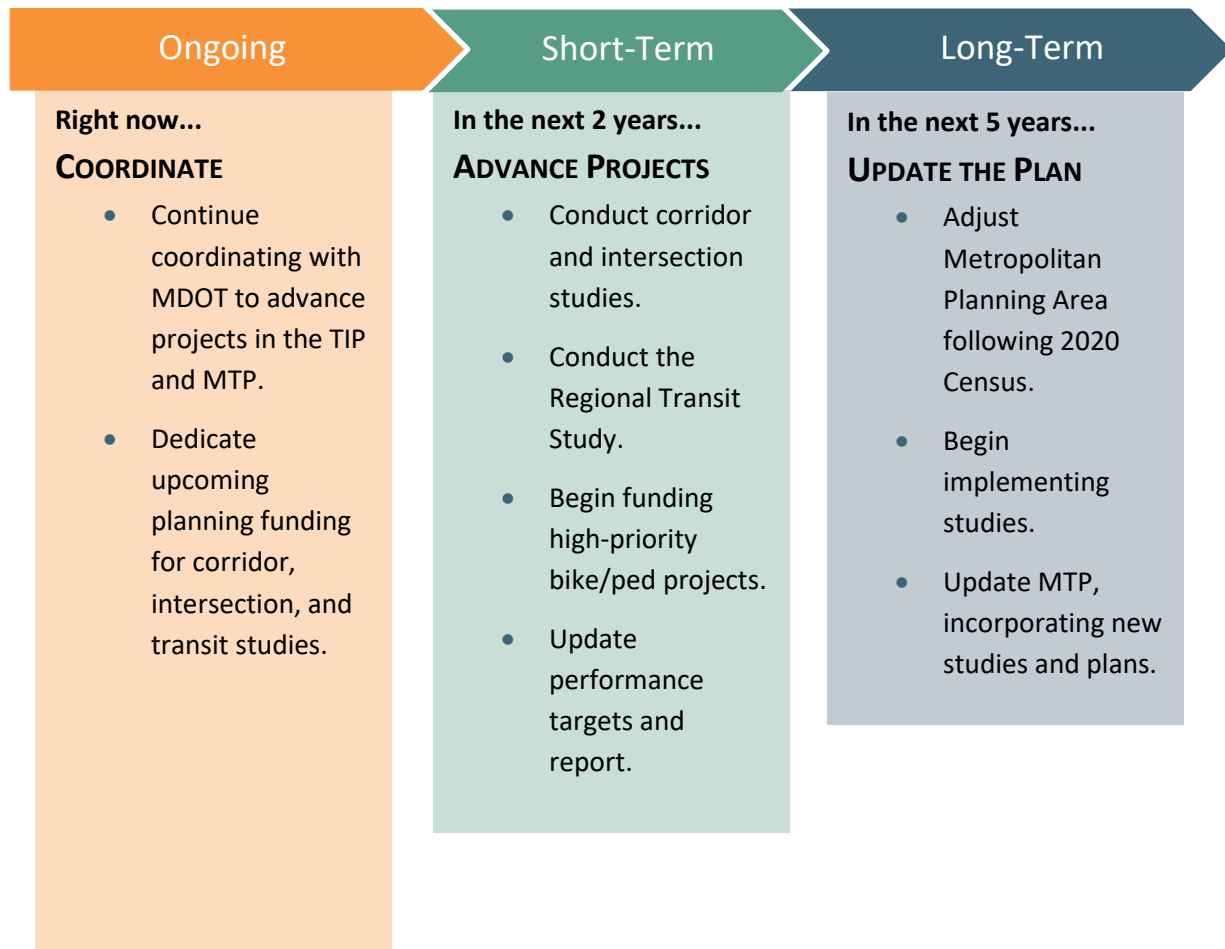 Ongoing
Short-Term
Long-Term
Right now...
COORDINATE
• Continue
coordinating with
MDOT to advance
projects in the TIP
and MTP.
• Dedicate
upcoming
planning funding
for corridor,
intersection, and
transit studies.
In the next 2 years...
ADVANCE PROJECTS
• Conduct corridor
and intersection
studies.
• Conduct the
Regional Transit
Study.
• Begin funding
high-priority
bike/ped projects.
• Update
performance
targets and
report.
In the next 5 years...
UPDATE THE PLAN
• Adjust
Metropolitan
Planning Area
following 2020
Census.
• Begin
implementing
studies.
• Update MTP,
incorporating new
studies and plans.